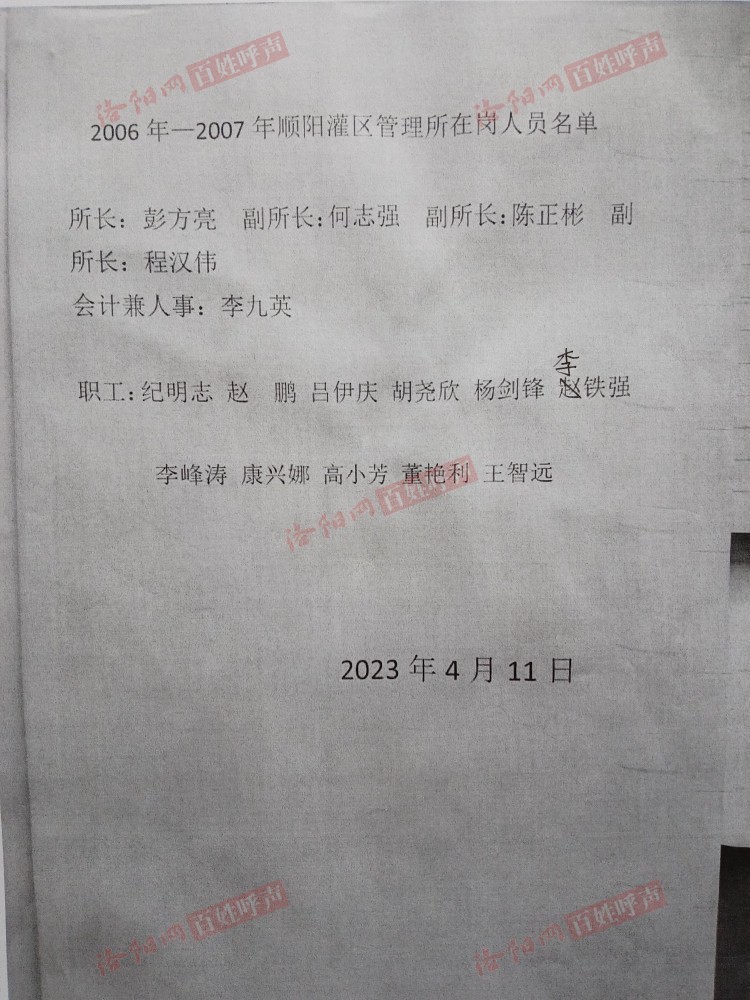 洛阳网 百姓呼声
洛阳网 百姓呼声
2006年—2007年顺阳灌区管理所在岗人员名单
所长：彭方亮 副所长：何志强 副所长：陈正彬 副
所长：程汉伟
会计兼人事：李九英
李
职工：纪明志 赵 鹏 吕伊庆 胡尧欣 杨剑锋 赵铁强
李峰涛 康兴娜 高小芳 董艳利 王智远
洛阳网 百姓呼声
2023年4月11日
洛阳网 百姓呼声
洛阳网 百姓呼声